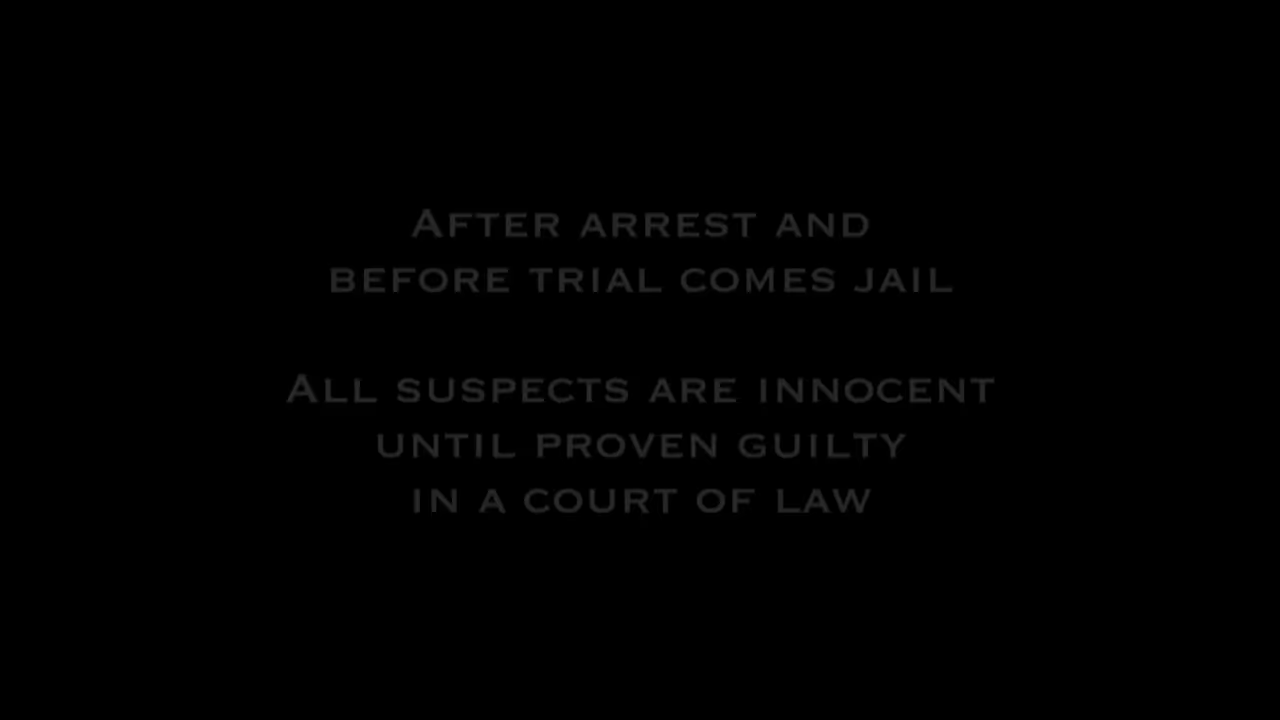 After arrest and
before trial comes jail
All suspects are innocent
until proven guilty
in a court of law